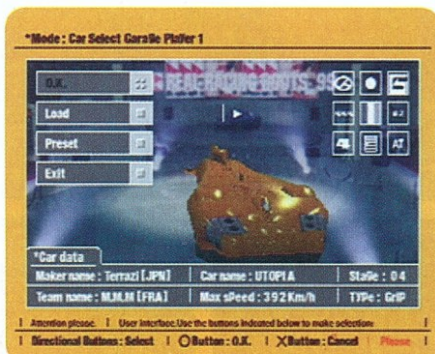 *Mode : Car Select Garage Player 1
O.K.
REAL RACING ROOTS '99
Load
Preset
Exit
#2
AT
*Car data
Maker name : Terrazi [JPN] Car name : UTOPIA Stage : 04
Team name : M.M.M [FRA] Max speed : 392Km/h Type : Grip
Attention please. User interface. Use the buttons indicated below to make selections
Directional Buttons : Select ○Button : O.K. ✕Button : Cancel Please